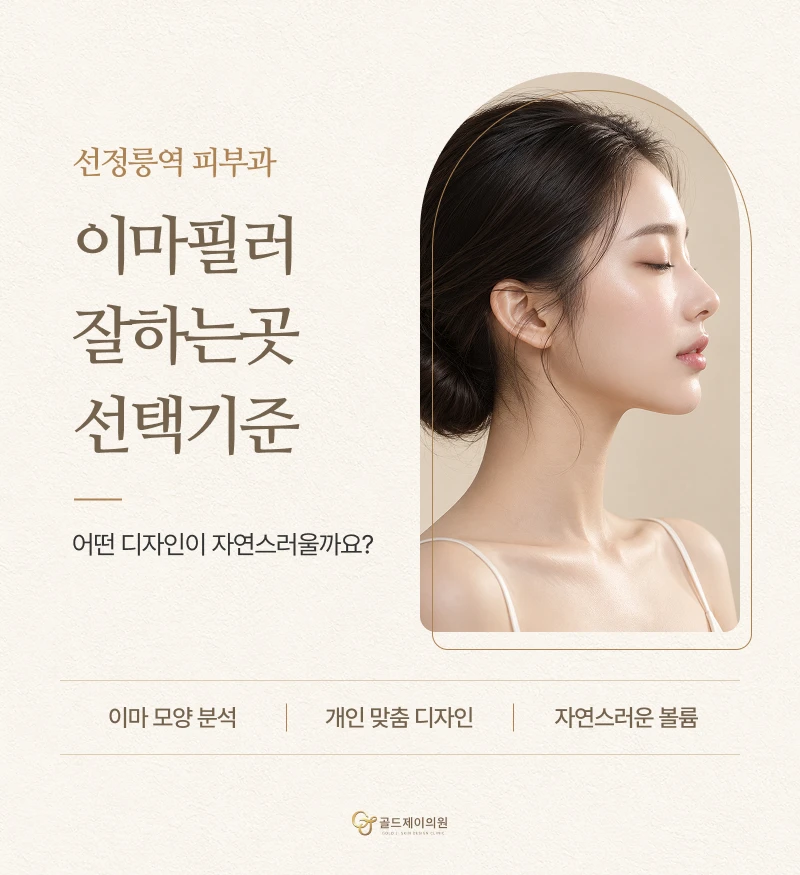 선정릉역 피부과
이마필러
잘하는곳
선택기준
어떤 디자인이 자연스러울까요?
이마 모양 분석
개인 맞춤 디자인
자연스러운 볼륨
골드제이의원